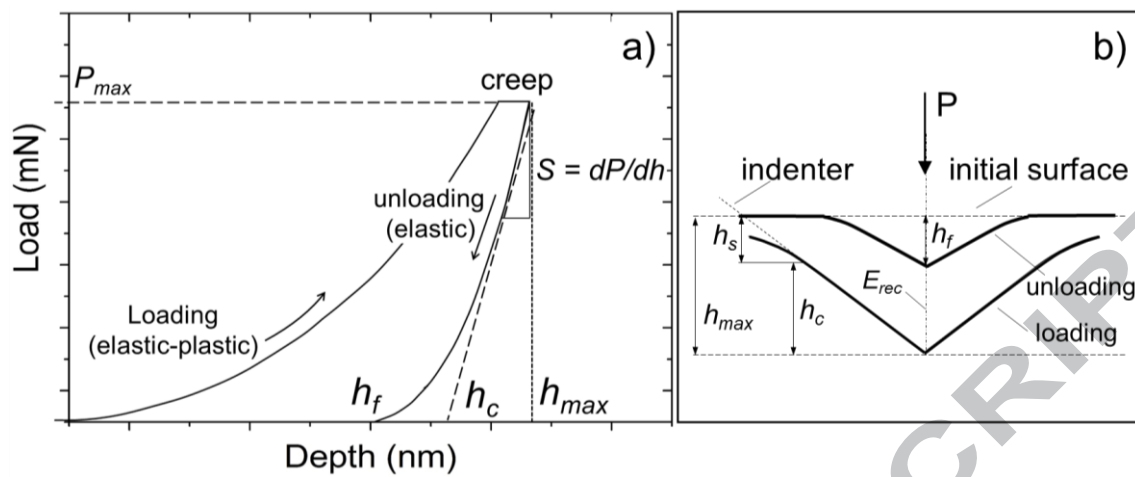 a)
P_max
creep
S = dP/dh
unloading
(elastic)
Loading
(elastic-plastic)
h_f
h_c
h_max
Load (mN)
Depth (nm)
b)
P
indenter
initial surface
h_s
h_f
E_rec
unloading
h_max
h_c
loading
CRIPT